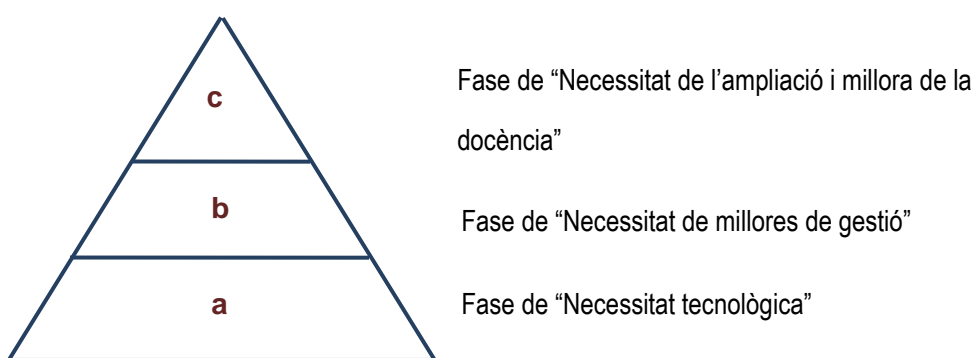 c
Fase de “Necessitat de l’ampliació i millora de la
docència”
b
Fase de “Necessitat de millores de gestió”
a
Fase de “Necessitat tecnològica”